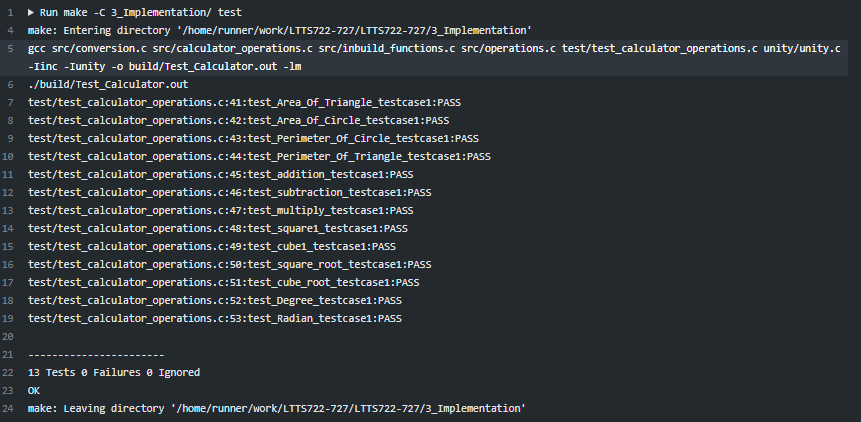 1 ▶ Run make -C 3_Implementation/ test
4 make: Entering directory '/home/runner/work/LTTS722-727/LTTS722-727/3_Implementation'
5 gcc src/conversion.c src/calculator_operations.c src/inbuild_functions.c src/operations.c test/test_calculator_operations.c unity/unity.c
-Iinc -Iunity -o build/Test_Calculator.out -lm
6 ./build/Test_Calculator.out
7 test/test_calculator_operations.c:41:test_Area_Of_Triangle_testcase1:PASS
8 test/test_calculator_operations.c:42:test_Area_Of_Circle_testcase1:PASS
9 test/test_calculator_operations.c:43:test_Perimeter_Of_Circle_testcase1:PASS
10 test/test_calculator_operations.c:44:test_Perimeter_Of_Triangle_testcase1:PASS
11 test/test_calculator_operations.c:45:test_addition_testcase1:PASS
12 test/test_calculator_operations.c:46:test_subtraction_testcase1:PASS
13 test/test_calculator_operations.c:47:test_multiply_testcase1:PASS
14 test/test_calculator_operations.c:48:test_square1_testcase1:PASS
15 test/test_calculator_operations.c:49:test_cube1_testcase1:PASS
16 test/test_calculator_operations.c:50:test_square_root_testcase1:PASS
17 test/test_calculator_operations.c:51:test_cube_root_testcase1:PASS
18 test/test_calculator_operations.c:52:test_Degree_testcase1:PASS
19 test/test_calculator_operations.c:53:test_Radian_testcase1:PASS
20
21 -----------------------
22 13 Tests 0 Failures 0 Ignored
23 OK
24 make: Leaving directory '/home/runner/work/LTTS722-727/LTTS722-727/3_Implementation'